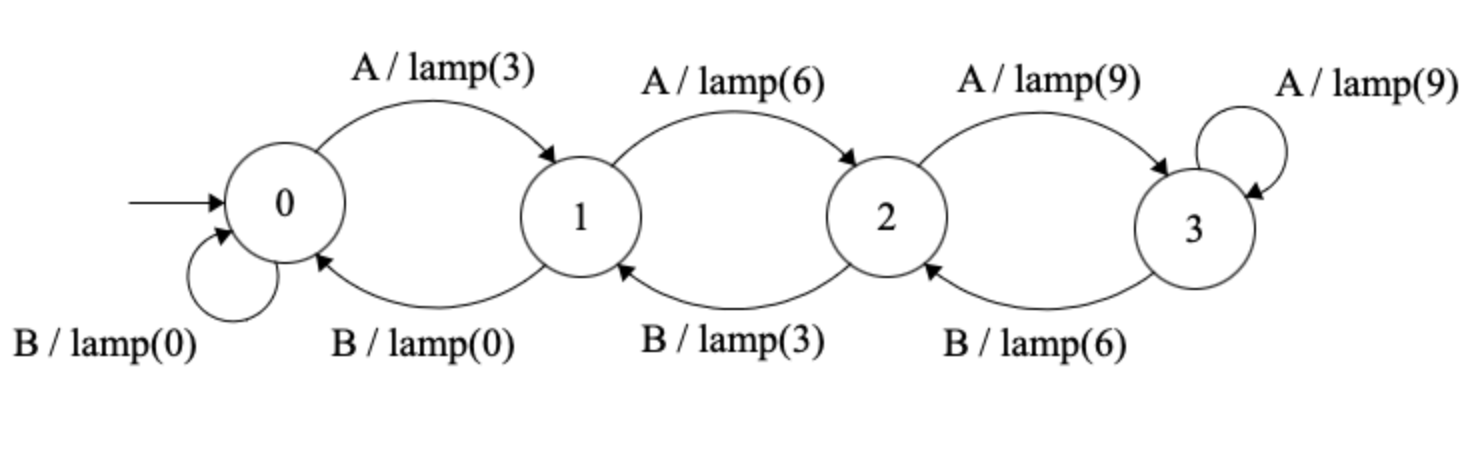 A / lamp(3)
A / lamp(6)
A / lamp(9)
A / lamp(9)
0
1
2
3
B / lamp(0)
B / lamp(0)
B / lamp(3)
B / lamp(6)